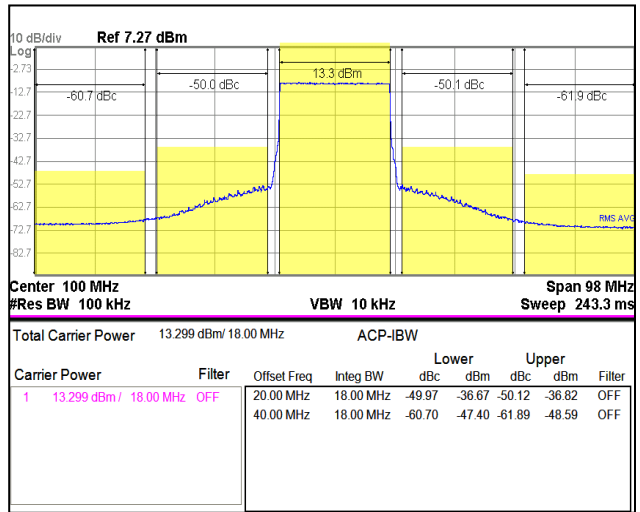 10 dB/div Ref 7.27 dBm
Log
-2.73
13.3 dBm
-50.0 dBc -50.1 dBc
-12.7
-60.7 dBc -61.9 dBc
-22.7
-32.7
-42.7
-52.7
-62.7
RMS AVG
-72.7
-82.7
Center 100 MHz Span 98 MHz
#Res BW 100 kHz VBW 10 kHz Sweep 243.3 ms
Total Carrier Power 13.299 dBm/ 18.00 MHz ACP-IBW
Lower Upper
Carrier Power Filter Offset Freq Integ BW dBc dBm dBc dBm Filter
1 13.299 dBm / 18.00 MHz OFF 20.00 MHz 18.00 MHz -49.97 -36.67 -50.12 -36.82 OFF
40.00 MHz 18.00 MHz -60.70 -47.40 -61.89 -48.59 OFF